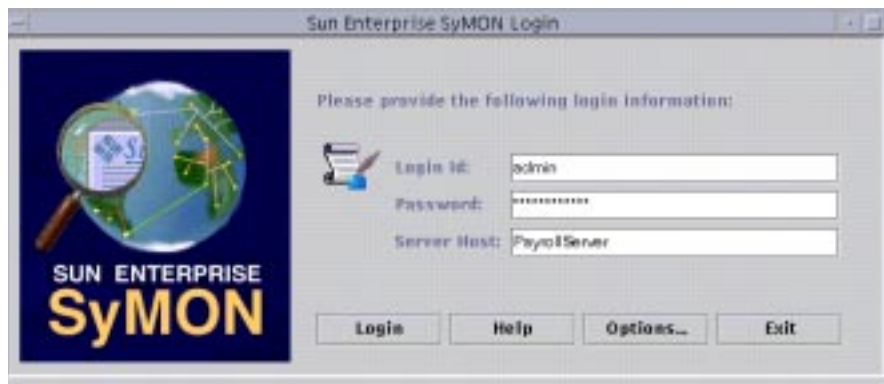 Sun Enterprise SyMON Login
Please provide the following login information:
Login Id: admin
Password: ************
Server Host: PayrollServer
SUN ENTERPRISE
SyMON
Login Help Options... Exit